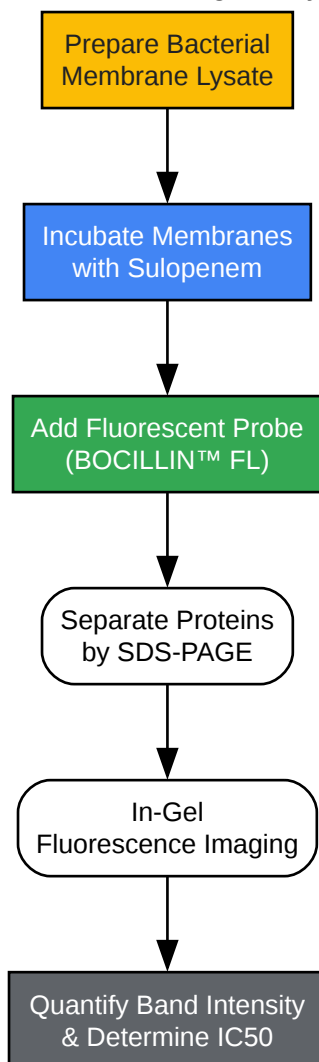 Prepare Bacterial
Membrane Lysate
Incubate Membranes
with Sulopenem
Add Fluorescent Probe
(BOCILLIN™ FL)
Separate Proteins
by SDS-PAGE
In-Gel
Fluorescence Imaging
Quantify Band Intensity
& Determine IC50